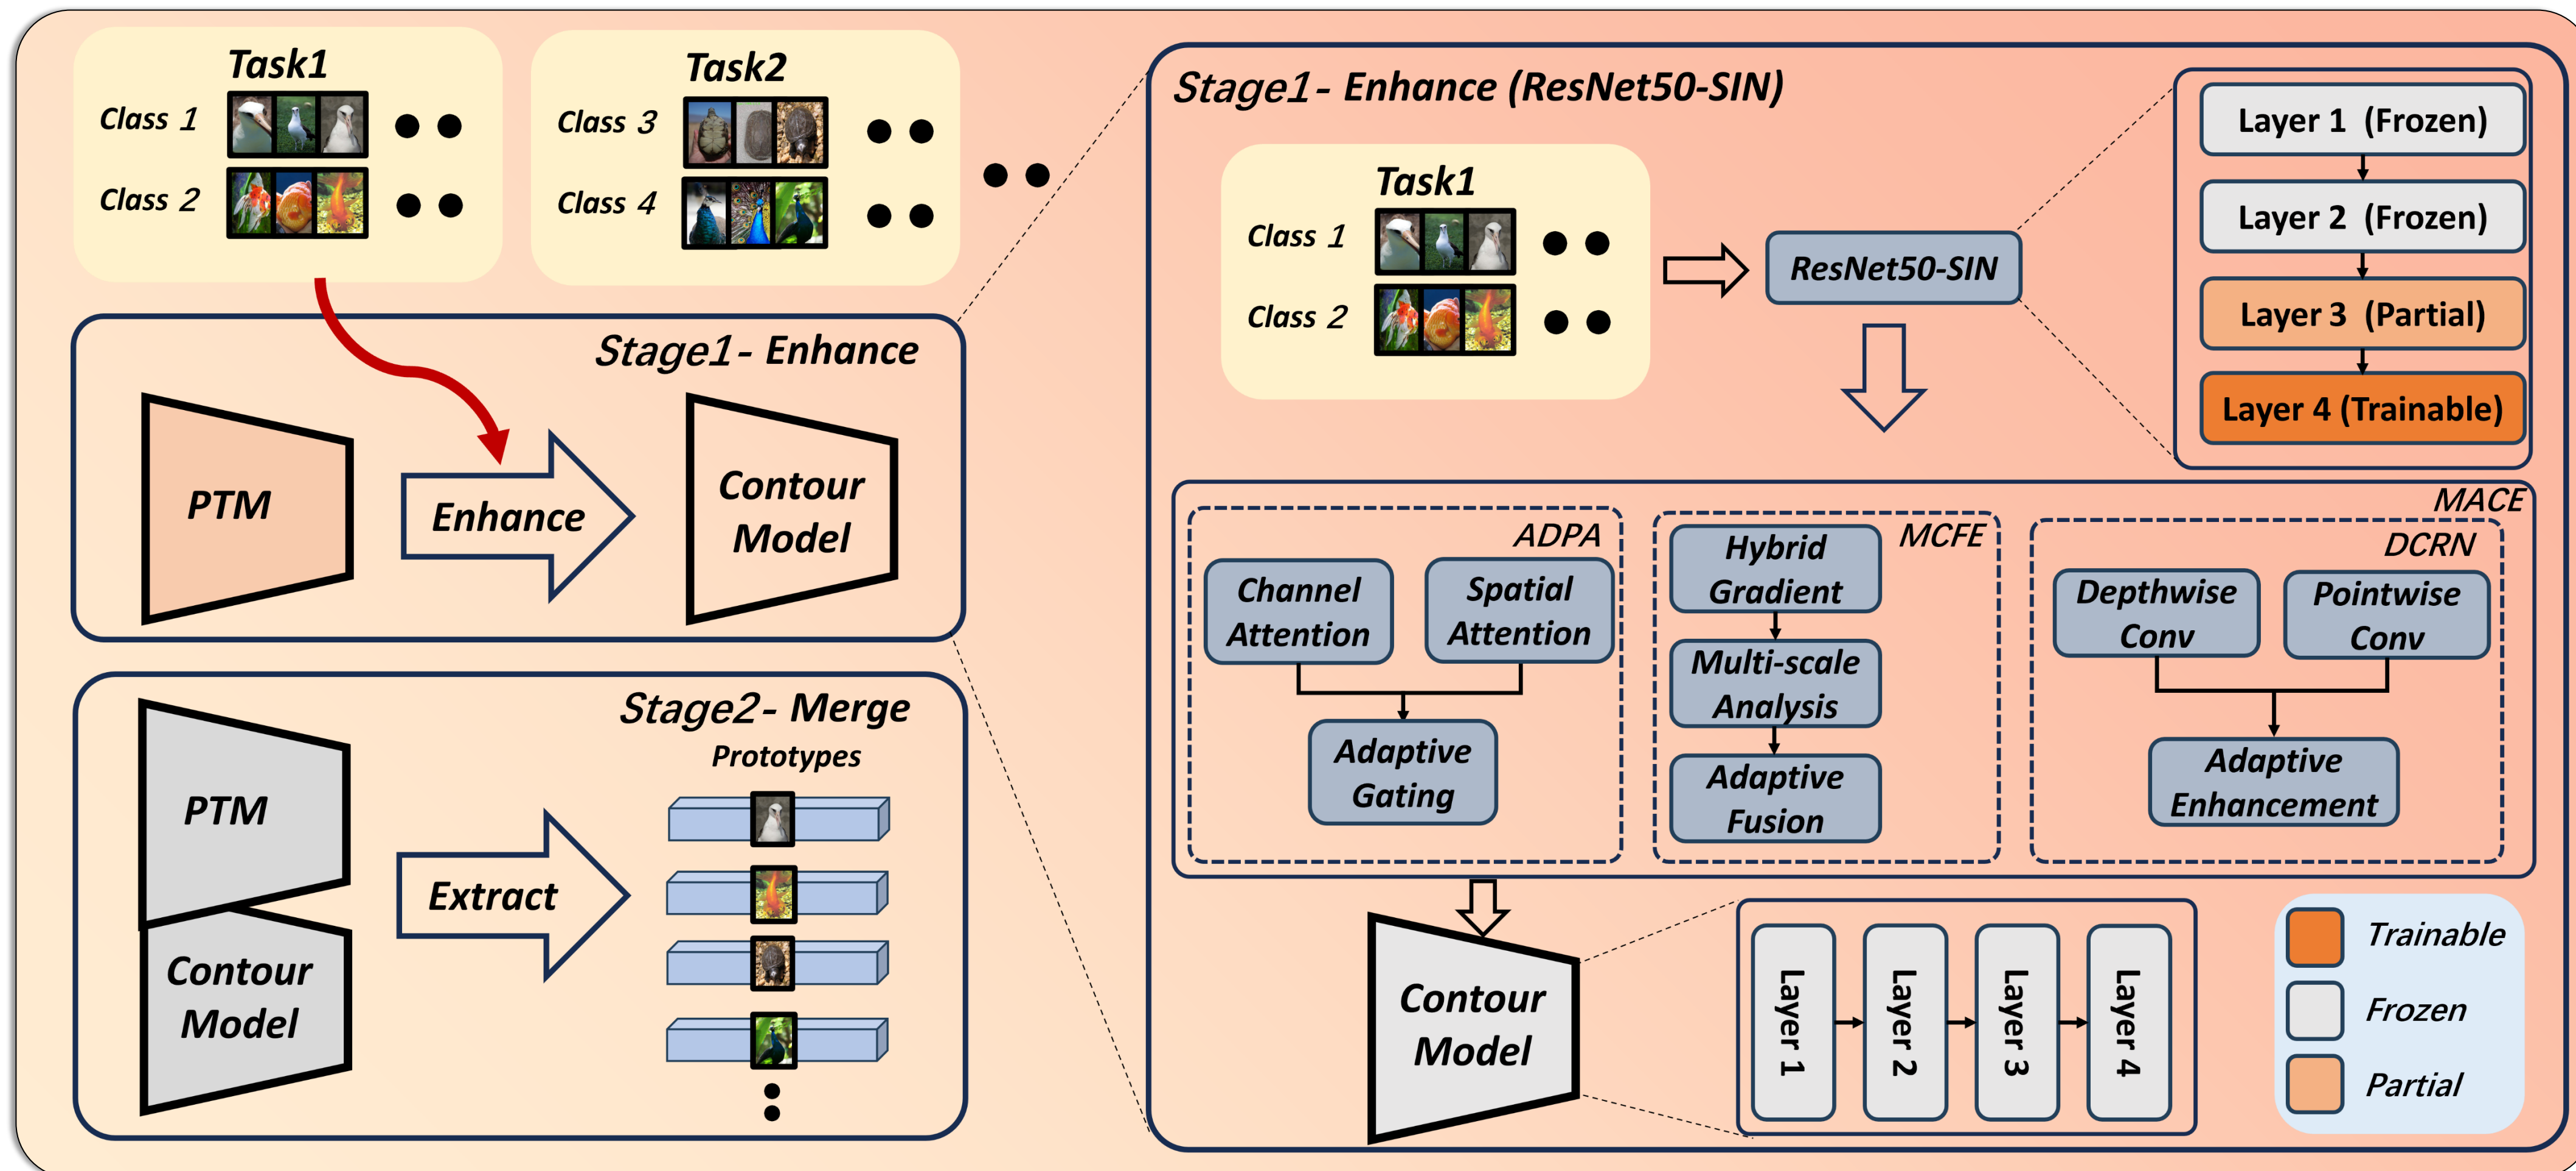 Task1
Class 1
Class 2
Task2
Class 3
Class 4
Stage1- Enhance
PTM
Enhance
Contour
Model
Stage2- Merge
Prototypes
PTM
Contour
Model
Extract
Stage1- Enhance (ResNet50-SIN)
Task1
Class 1
Class 2
ResNet50-SIN
Layer 1 (Frozen)
Layer 2 (Frozen)
Layer 3 (Partial)
Layer 4 (Trainable)
MACE
ADPA
Channel
Attention
Spatial
Attention
Adaptive
Gating
MCFE
Hybrid
Gradient
Multi-scale
Analysis
Adaptive
Fusion
DCRN
Depthwise
Conv
Pointwise
Conv
Adaptive
Enhancement
Contour
Model
Layer 1
Layer 2
Layer 3
Layer 4
Trainable
Frozen
Partial